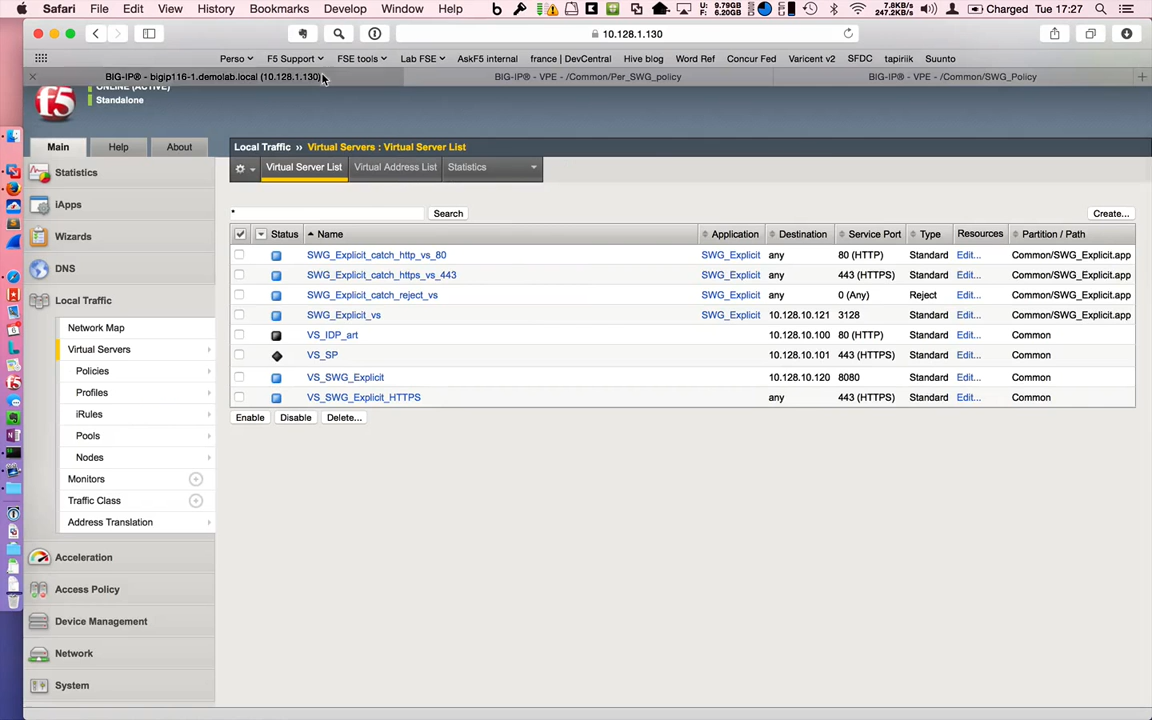 Safari File Edit View History Bookmarks Develop Window Help U: 9.79GB F: 6.20GB 7.8KB/s 247.2KB/s Charged Tue 17:27
10.128.1.130
Perso F5 Support FSE tools Lab FSE AskF5 internal france | DevCentral Hive blog Word Ref Concur Fed Varicent v2 SFDC tapiriik Suunto
BIG-IP® - bigip116-1.demolab.local (10.128.1.130) BIG-IP® - VPE - /Common/Per_SWG_policy BIG-IP® - VPE - /Common/SWG_Policy
ONLINE (ACTIVE)
Standalone
f5
Main Help About
Local Traffic ›› Virtual Servers : Virtual Server List
Virtual Server List Virtual Address List Statistics
Statistics
iApps
Wizards
DNS
Local Traffic
Network Map
Virtual Servers
Policies
Profiles
iRules
Pools
Nodes
Monitors
Traffic Class
Address Translation
Acceleration
Access Policy
Device Management
Network
System
* Search Create...
Status Name Application Destination Service Port Type Resources Partition / Path
SWG_Explicit_catch_http_vs_80 SWG_Explicit any 80 (HTTP) Standard Edit... Common/SWG_Explicit.app
SWG_Explicit_catch_https_vs_443 SWG_Explicit any 443 (HTTPS) Standard Edit... Common/SWG_Explicit.app
SWG_Explicit_catch_reject_vs SWG_Explicit any 0 (Any) Reject Edit... Common/SWG_Explicit.app
SWG_Explicit_vs SWG_Explicit 10.128.10.121 3128 Standard Edit... Common/SWG_Explicit.app
VS_IDP_art 10.128.10.100 80 (HTTP) Standard Edit... Common
VS_SP 10.128.10.101 443 (HTTPS) Standard Edit... Common
VS_SWG_Explicit 10.128.10.120 8080 Standard Edit... Common
VS_SWG_Explicit_HTTPS any 443 (HTTPS) Standard Edit... Common
Enable Disable Delete...